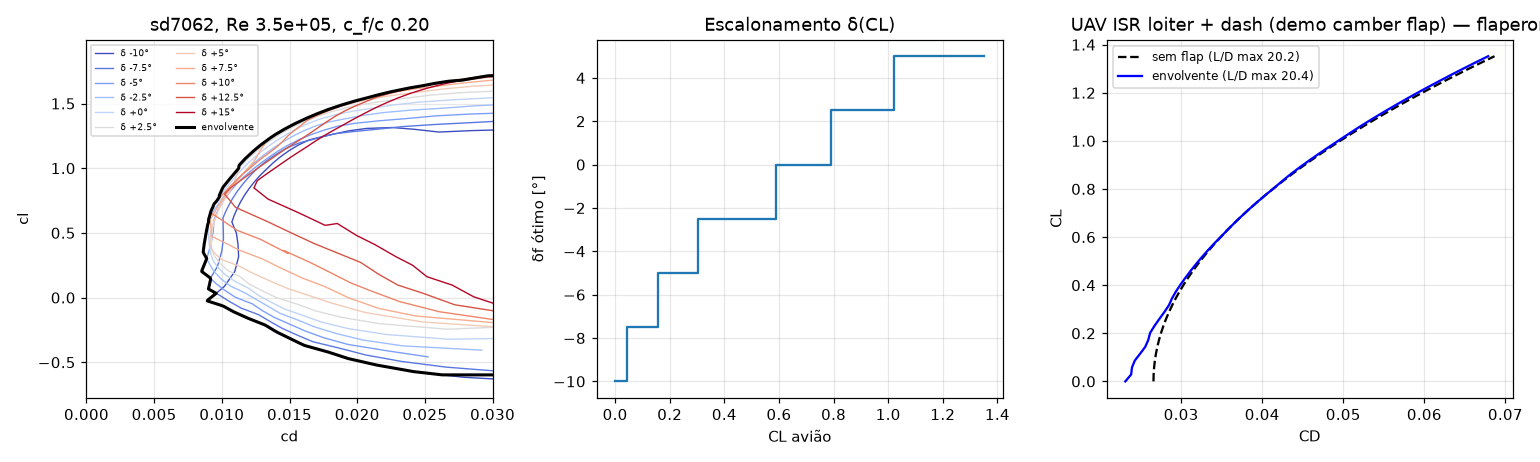 sd7062, Re 3.5e+05, c_f/c 0.20
δ -10°
δ -7.5°
δ -5°
δ -2.5°
δ +0°
δ +2.5°
δ +5°
δ +7.5°
δ +10°
δ +12.5°
δ +15°
envolvente
1.5
1.0
0.5
0.0
−0.5
cl
0.000
0.005
0.010
0.015
0.020
0.025
0.030
cd
Escalonamento δ(CL)
4
2
0
−2
−4
−6
−8
−10
δf ótimo [°]
0.0
0.2
0.4
0.6
0.8
1.0
1.2
1.4
CL avião
UAV ISR loiter + dash (demo camber flap) — flaperon
sem flap (L/D max 20.2)
envolvente (L/D max 20.4)
1.4
1.2
1.0
0.8
0.6
0.4
0.2
0.0
CL
0.03
0.04
0.05
0.06
0.07
CD